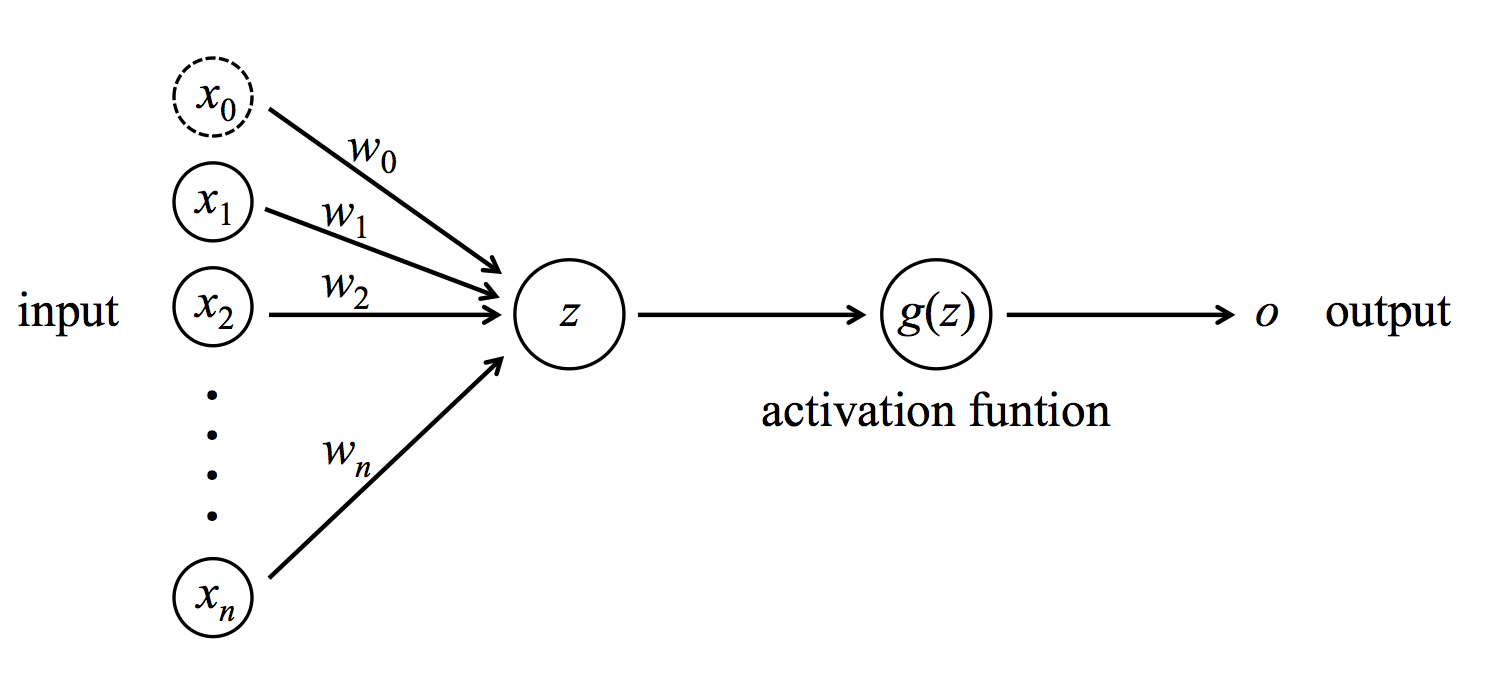 x0
w0
x1
w1
input
x2
w2
z
g(z)
o
output
activation funtion
wn
xn